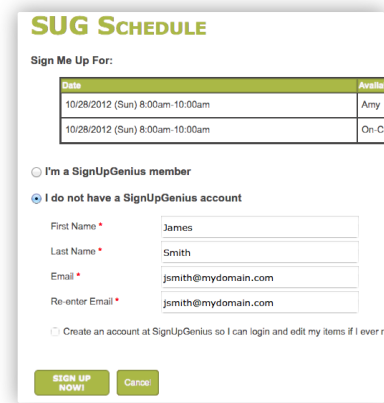 SUG SCHEDULE
Sign Me Up For:
Date Availa
10/28/2012 (Sun) 8:00am-10:00am Amy
10/28/2012 (Sun) 8:00am-10:00am On-C
I'm a SignUpGenius member
I do not have a SignUpGenius account
First Name * James
Last Name * Smith
Email * jsmith@mydomain.com
Re-enter Email * jsmith@mydomain.com
Create an account at SignUpGenius so I can login and edit my items if I ever
SIGN UP
NOW! Cancel